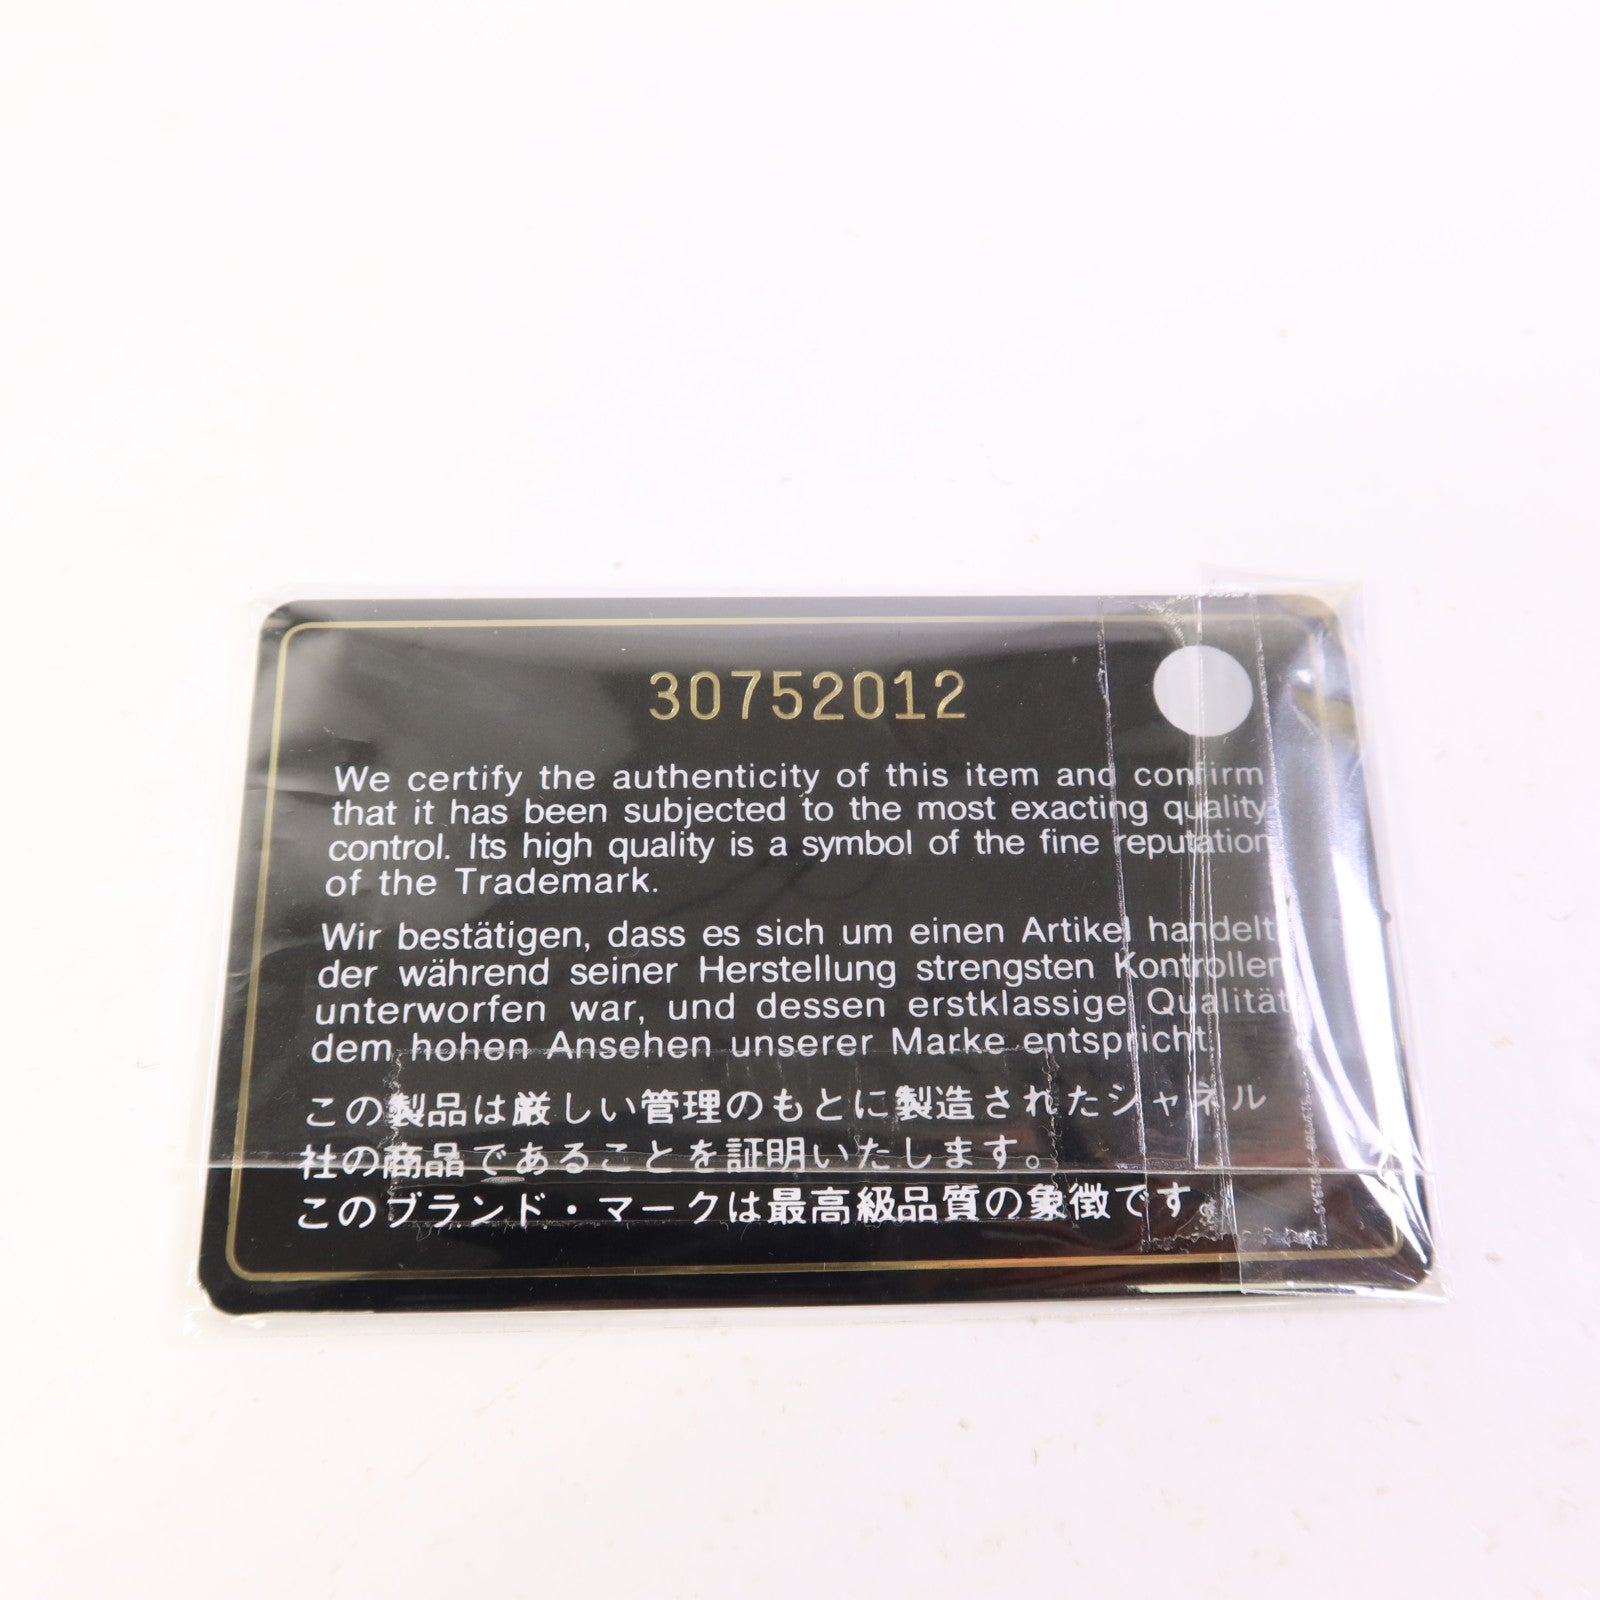 30752012
We certify the authenticity of this item and confirm
that it has been subjected to the most exacting quality
control. Its high quality is a symbol of the fine reputation
of the Trademark.
Wir bestätigen, dass es sich um einen Artikel handelt
der während seiner Herstellung strengsten Kontrollen
unterworfen war, und dessen erstklassige Qualität
dem hohen Ansehen unserer Marke entspricht.
この製品は厳しい管理のもとに製造されたシャネル
社の商品であることを証明いたします。
このブランド・マークは最高級品質の象徴です。